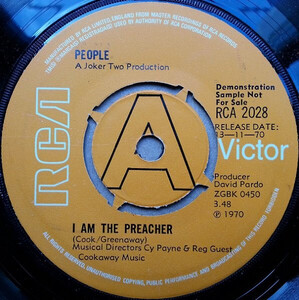 PEOPLE
A Joker Two Production
Demonstration
Sample Not
For Sale
RCA 2028
RELEASE DATE:
13-11-70
RCA
A
Victor
Producer
David Pardo
ZGBK 0450
3.48
℗ 1970
I AM THE PREACHER
(Cook/Greenaway)
Musical Directors Cy Payne & Reg Guest
Cookaway Music